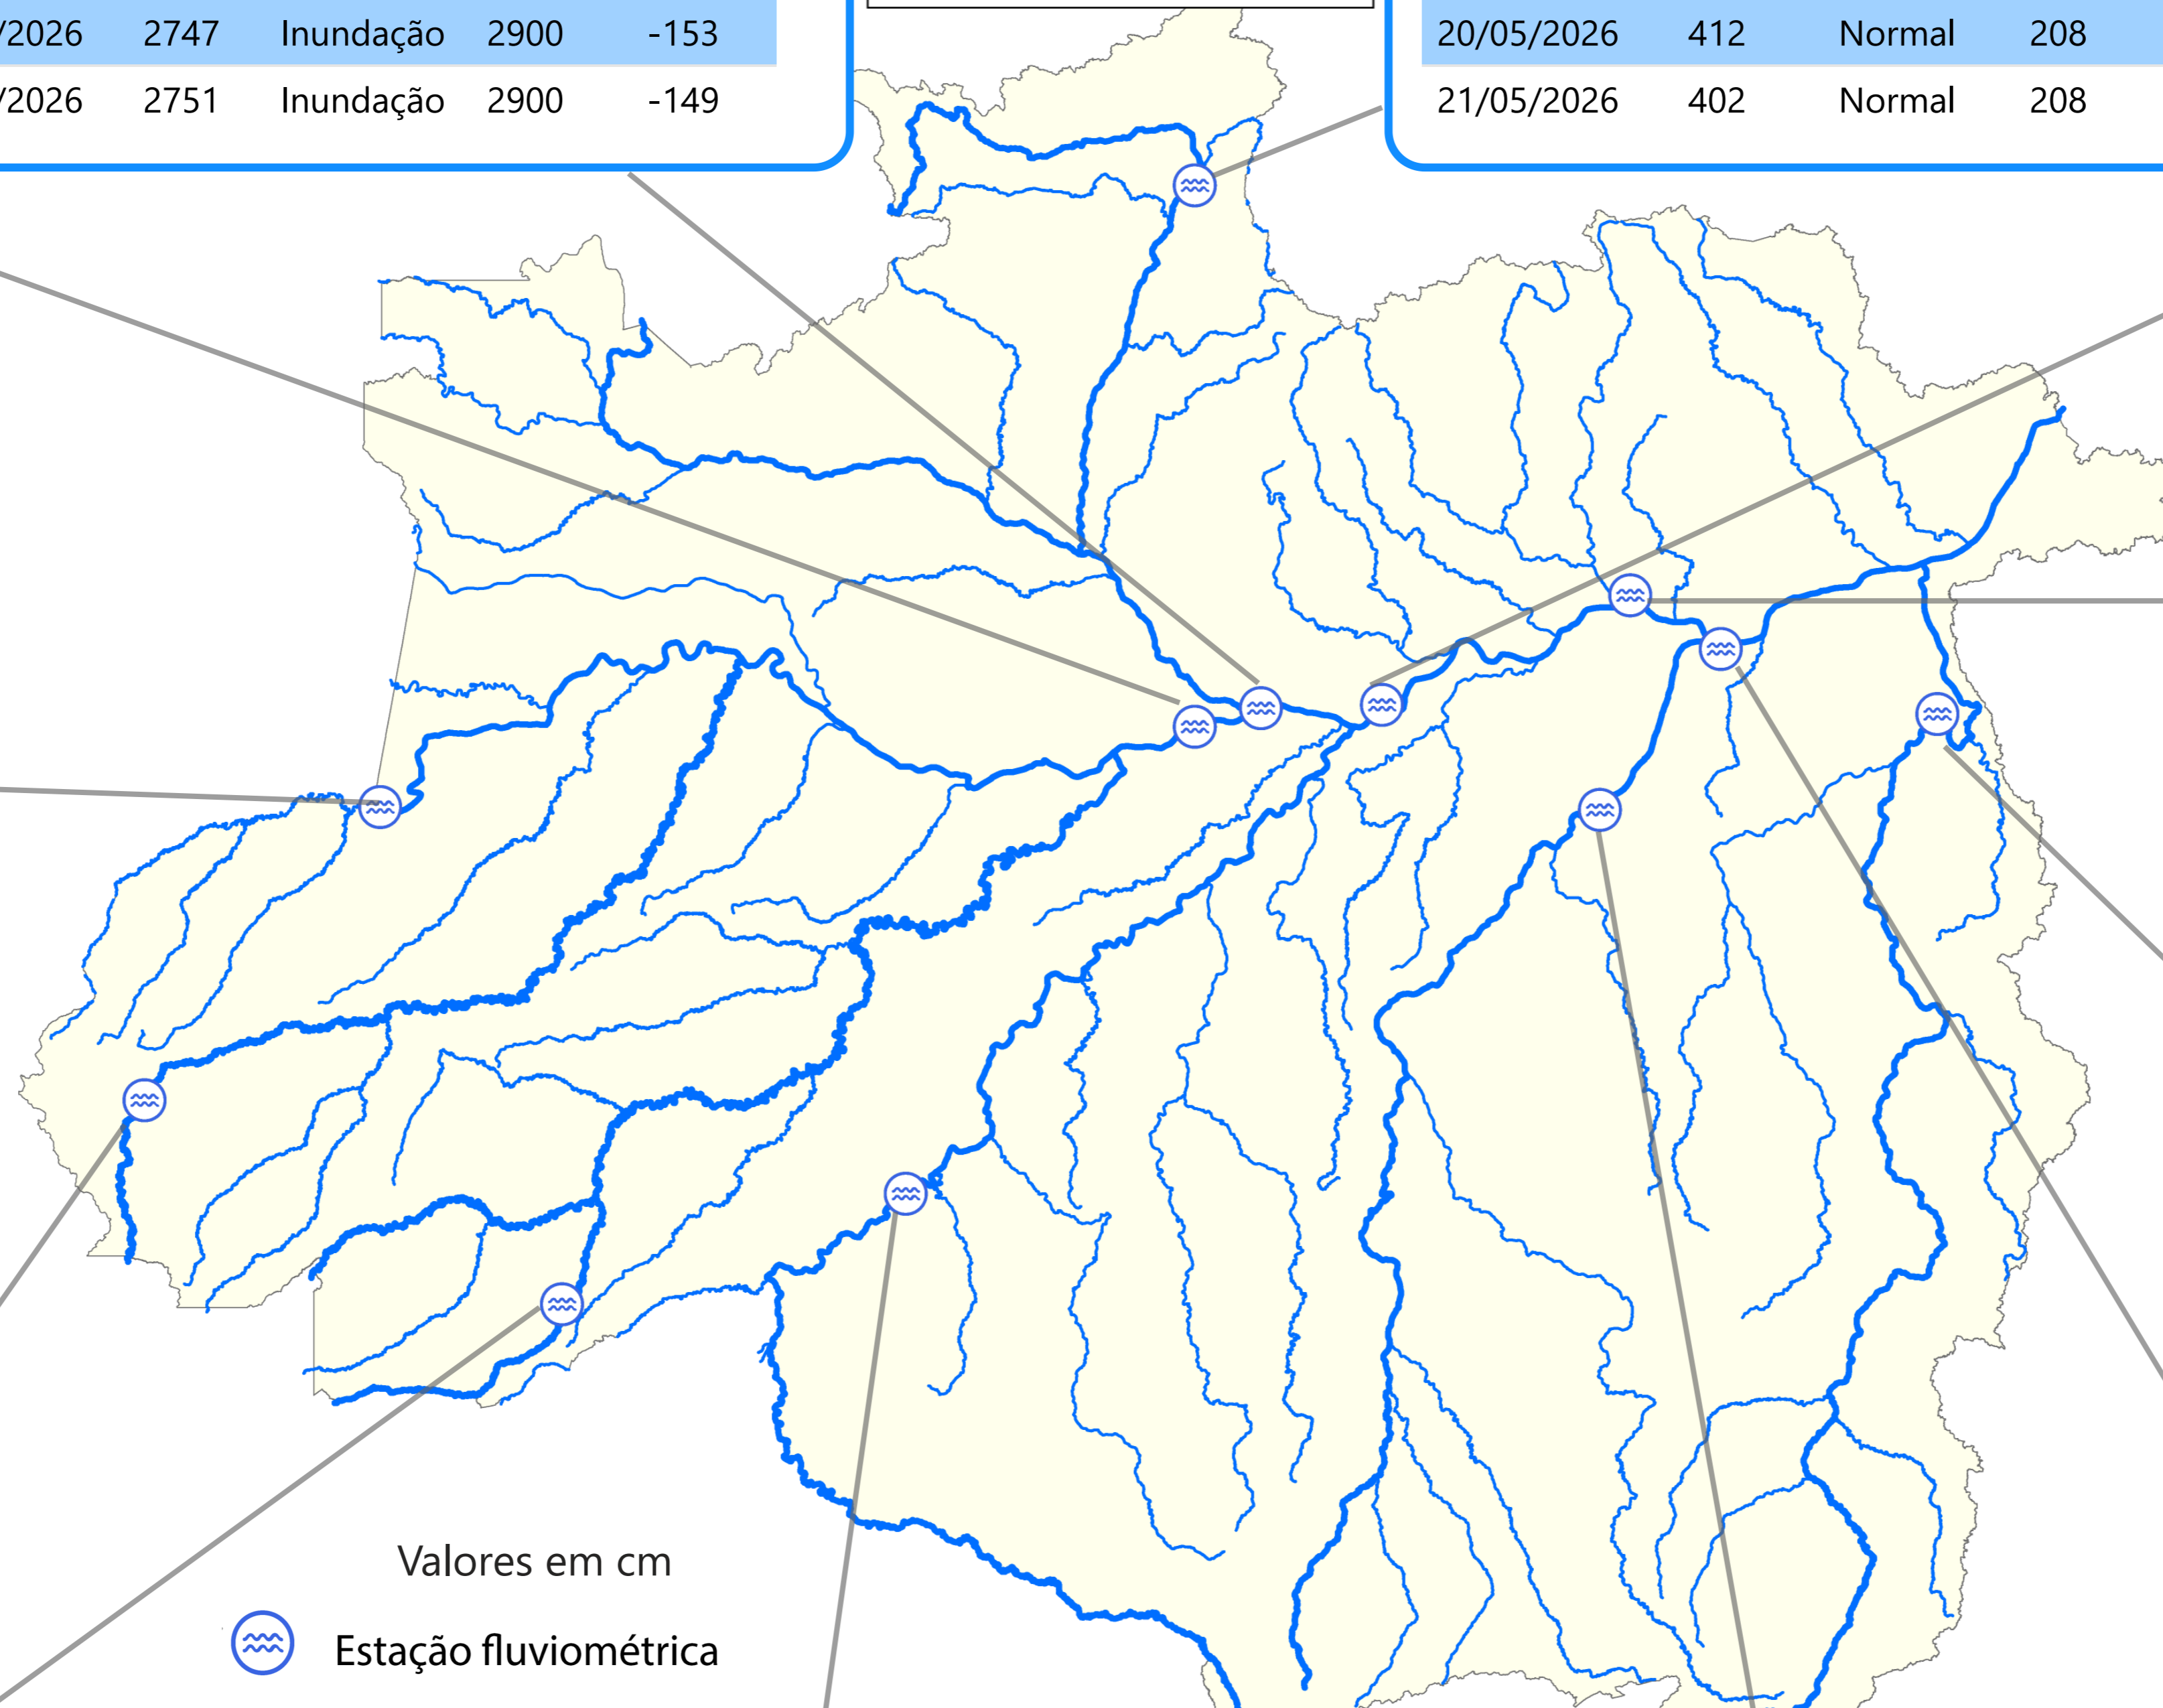 /2026 2747 Inundação 2900 -153
/2026 2751 Inundação 2900 -149
20/05/2026 412 Normal 208
21/05/2026 402 Normal 208
Valores em cm
Estação fluviométrica